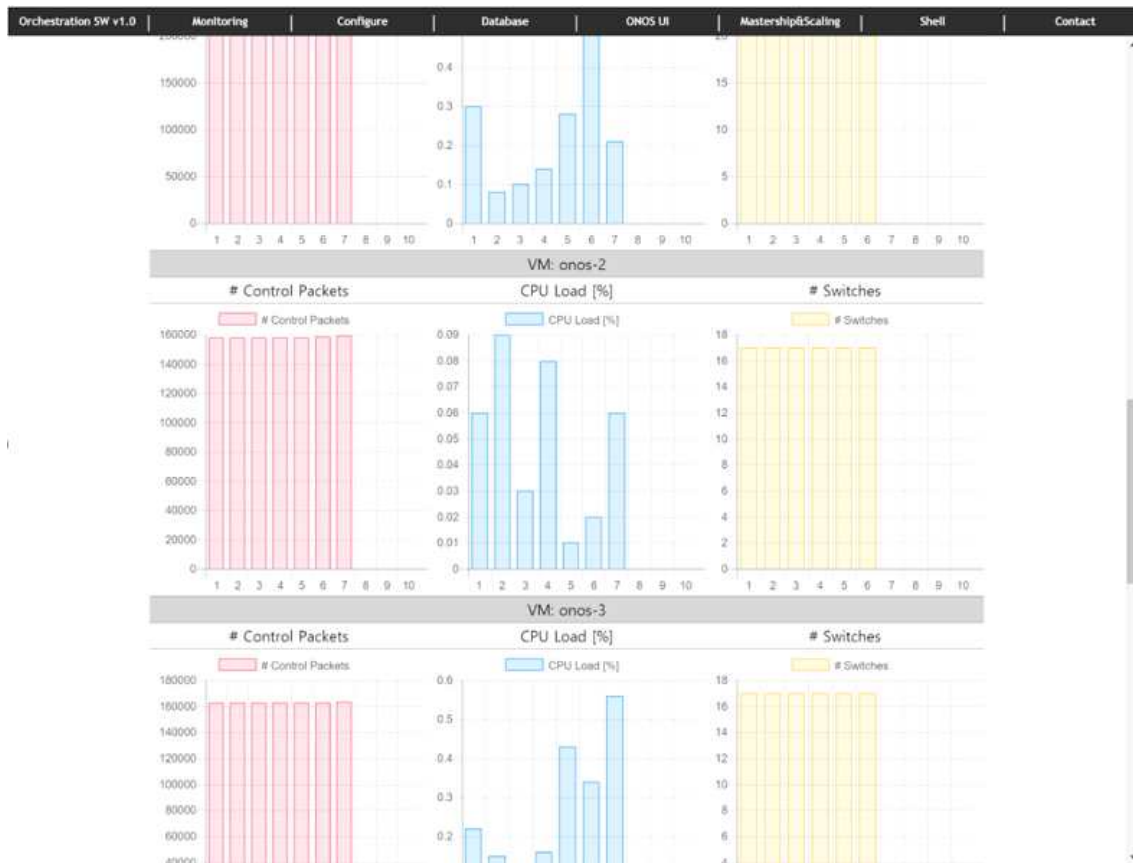 Orchestration SW v1.0 | Monitoring | Configure | Database | ONOS UI | Mastership&Scaling | Shell | Contact
200000 20
0.4
150000 15
0.3
100000 0.2 10
50000 0.1 5
0 0 0
1 2 3 4 5 6 7 8 9 10 1 2 3 4 5 6 7 8 9 10 1 2 3 4 5 6 7 8 9 10
VM: onos-2
# Control Packets CPU Load [%] # Switches
# Control Packets CPU Load [%] # Switches
160000 0.09 18
140000 0.08 16
120000 0.07 14
100000 0.06 12
80000 0.05 10
60000 0.04 8
40000 0.03 6
20000 0.02 4
0.01 2
0 0 0
1 2 3 4 5 6 7 8 9 10 1 2 3 4 5 6 7 8 9 10 1 2 3 4 5 6 7 8 9 10
VM: onos-3
# Control Packets CPU Load [%] # Switches
# Control Packets CPU Load [%] # Switches
180000 0.6 18
160000 0.5 16
140000 14
120000 0.4 12
100000 0.3 10
80000 8
60000 0.2 6
40000 4